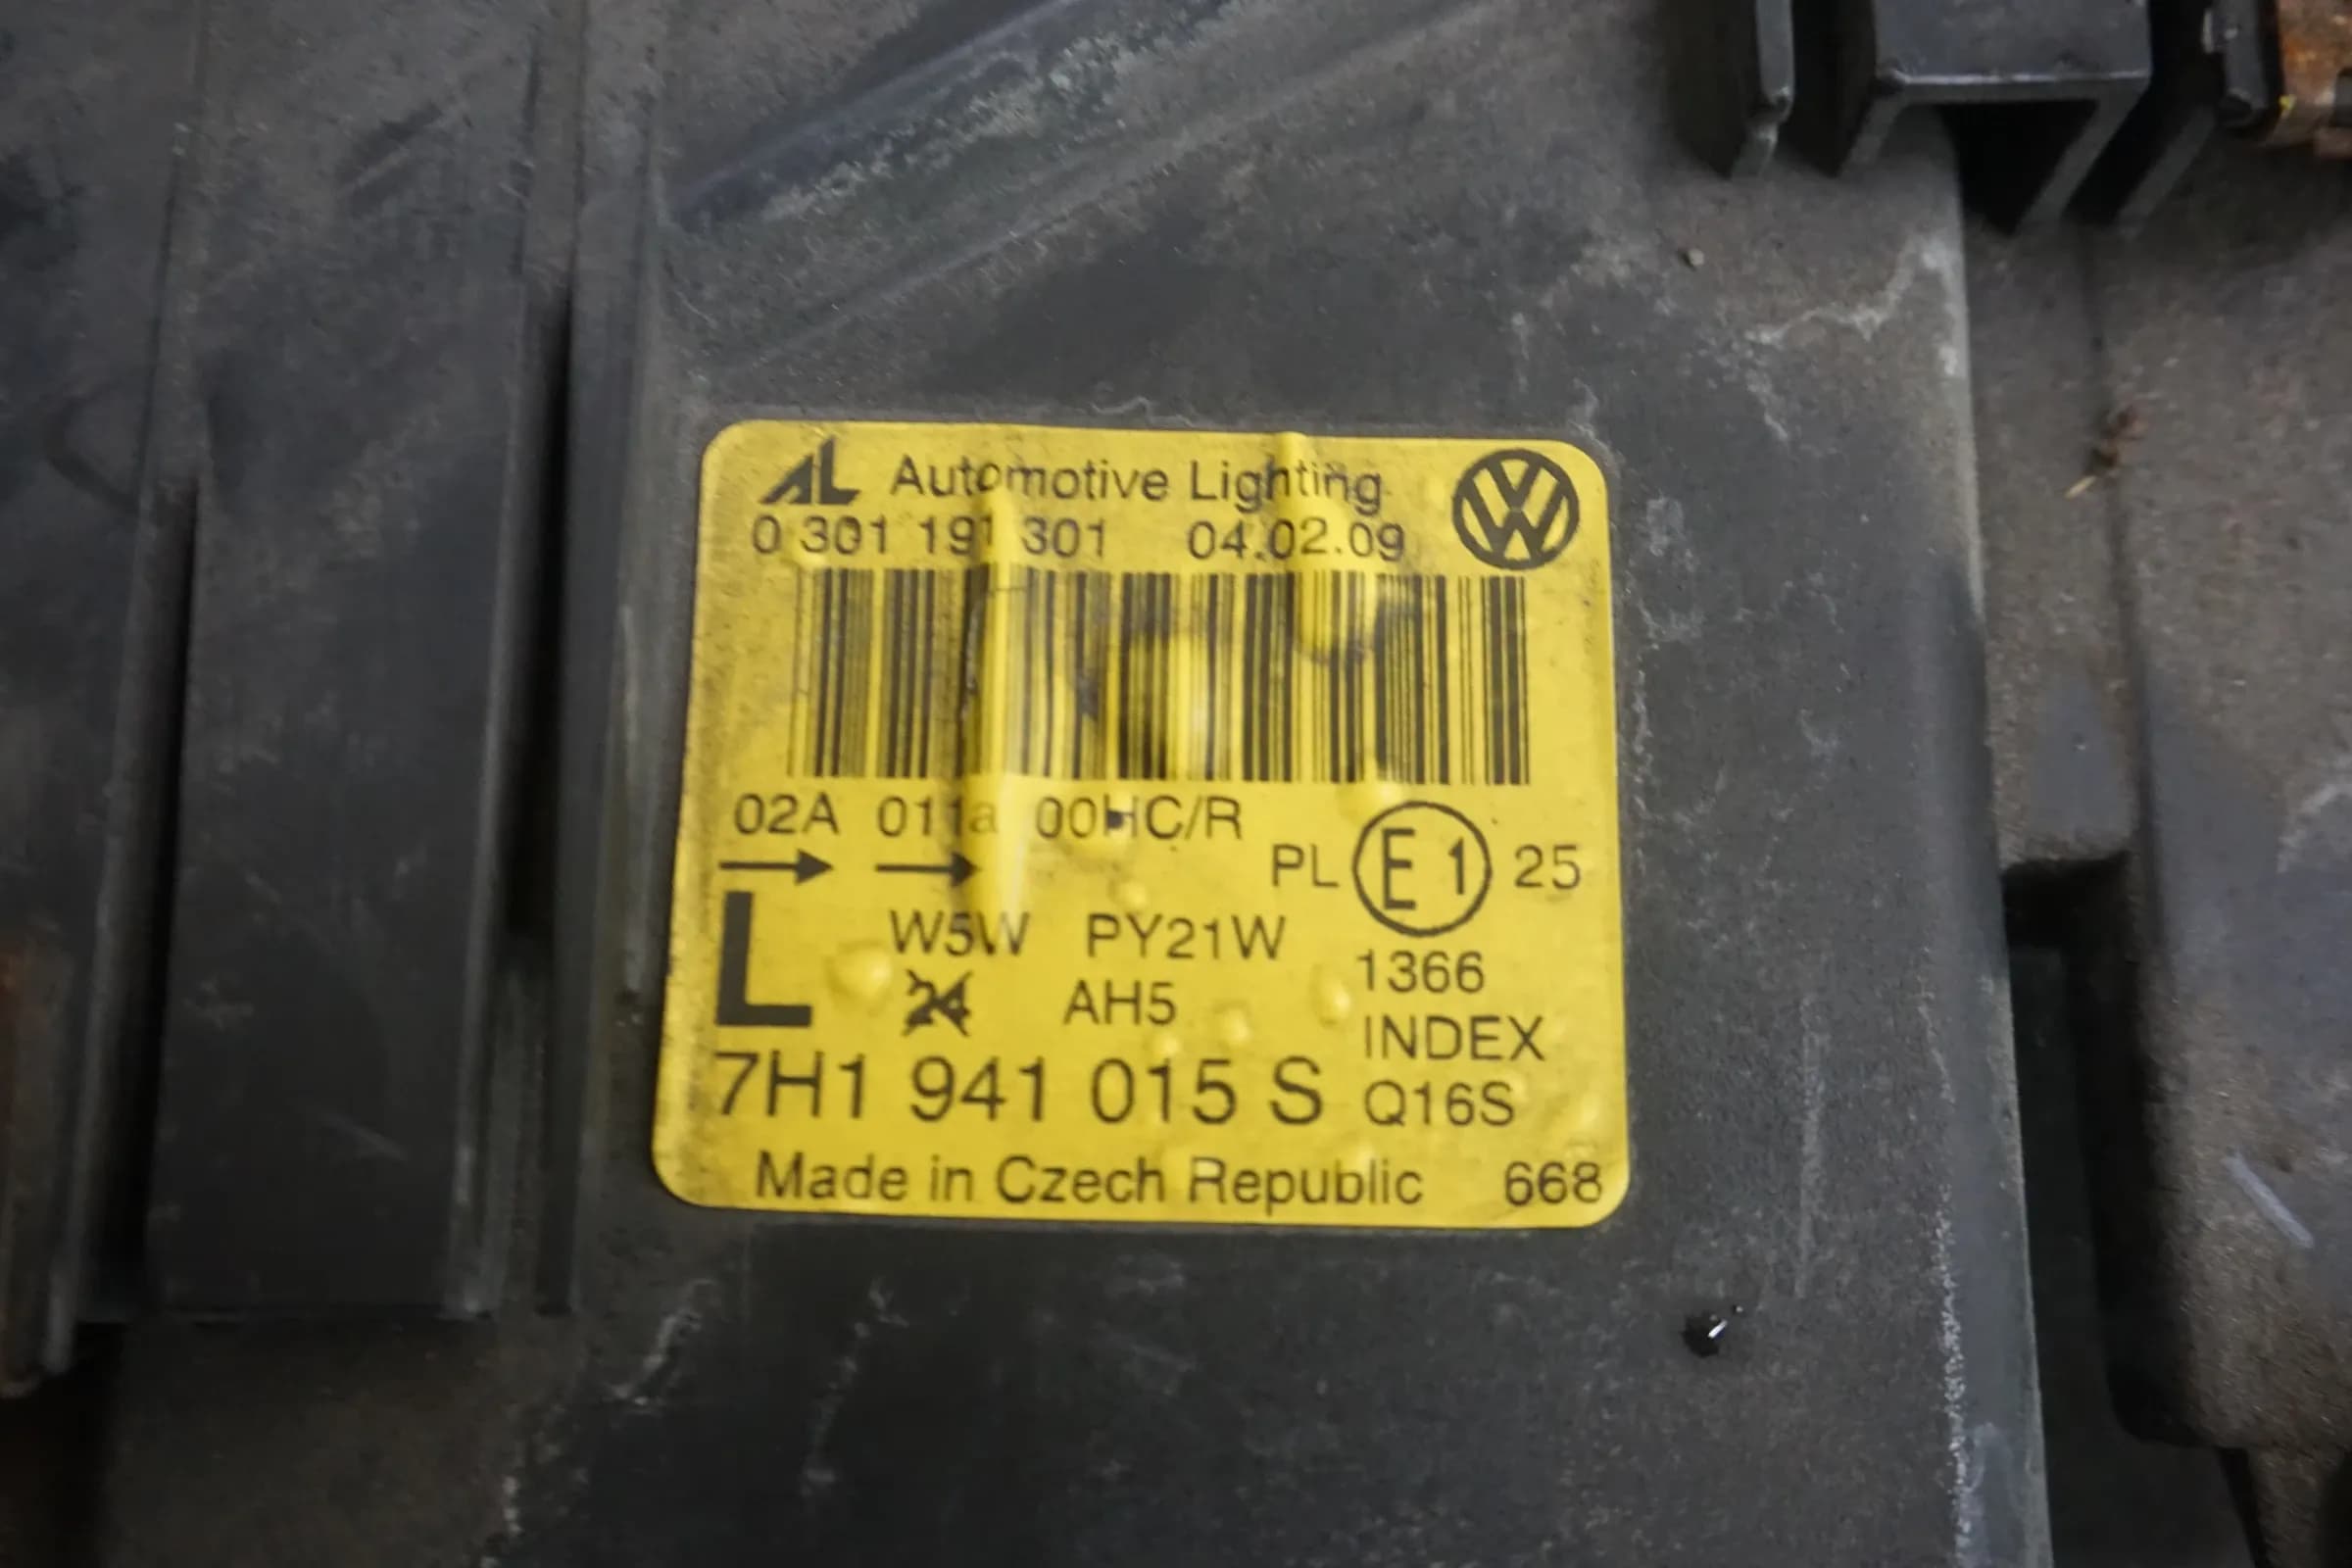 AL Automotive Lighting
0 301 191 301 04.02.09
02A 011a 00HC/R
PL E1 25
L W5W PY21W
1366
24 AH5
INDEX
7H1 941 015 S
Q16S
Made in Czech Republic 668